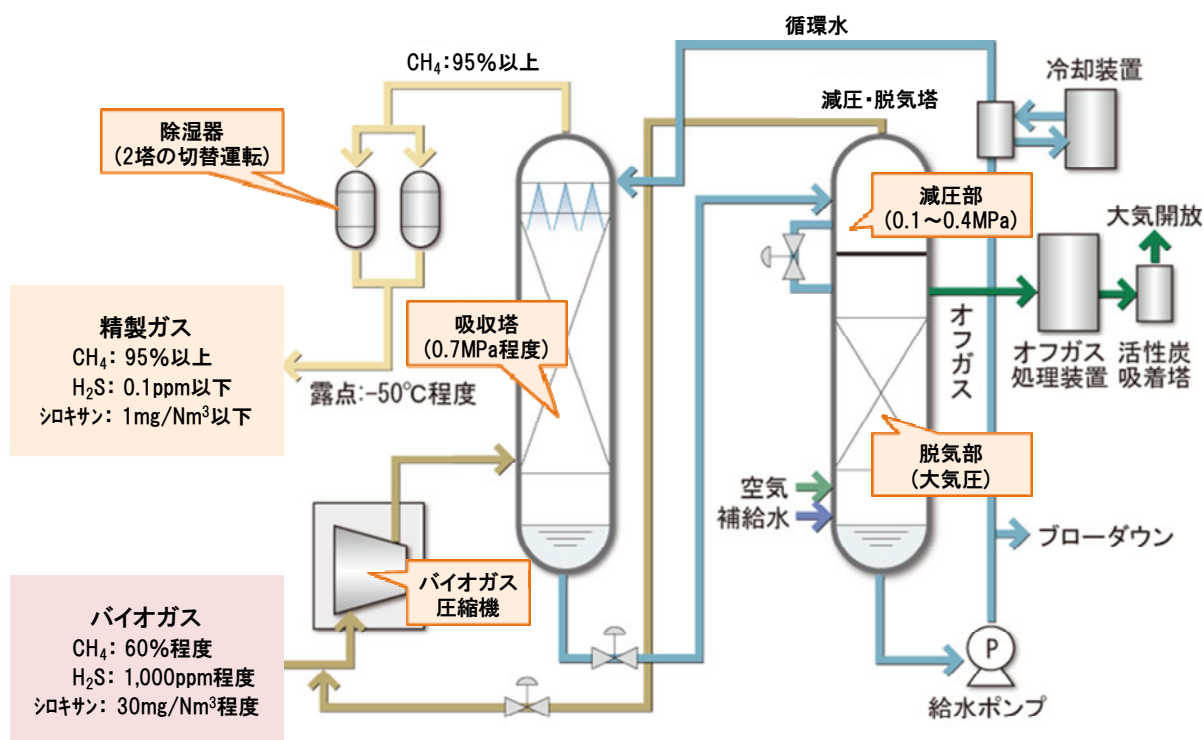 循環水
CH₄:95%以上
冷却装置
減圧・脱気塔
除湿器
(2塔の切替運転)
減圧部
(0.1～0.4MPa)
大気開放
精製ガス
CH₄: 95%以上
H₂S: 0.1ppm以下
ｼﾛｷｻﾝ: 1mg/Nm³以下
吸収塔
(0.7MPa程度)
オフガス
オフガス
処理装置
活性炭
吸着塔
露点:-50℃程度
脱気部
(大気圧)
空気
補給水
ブローダウン
バイオガス
圧縮機
バイオガス
CH₄: 60%程度
H₂S: 1,000ppm程度
ｼﾛｷｻﾝ: 30mg/Nm³程度
P
給水ポンプ